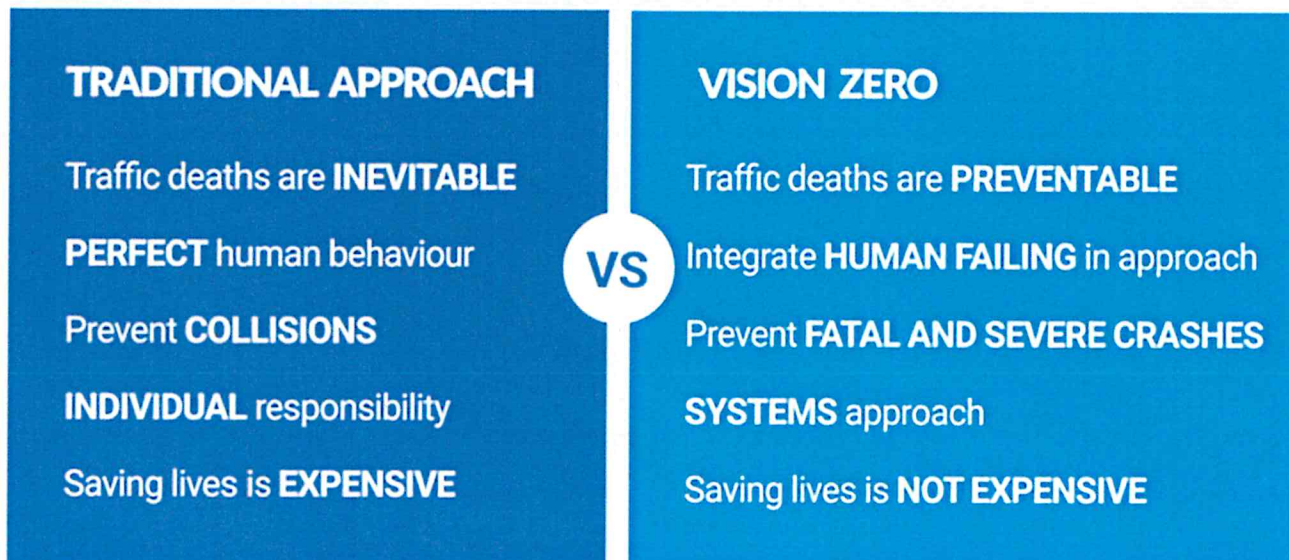 TRADITIONAL APPROACH
Traffic deaths are INEVITABLE
PERFECT human behaviour
Prevent COLLISIONS
INDIVIDUAL responsibility
Saving lives is EXPENSIVE
VS
VISION ZERO
Traffic deaths are PREVENTABLE
Integrate HUMAN FAILING in approach
Prevent FATAL AND SEVERE CRASHES
SYSTEMS approach
Saving lives is NOT EXPENSIVE